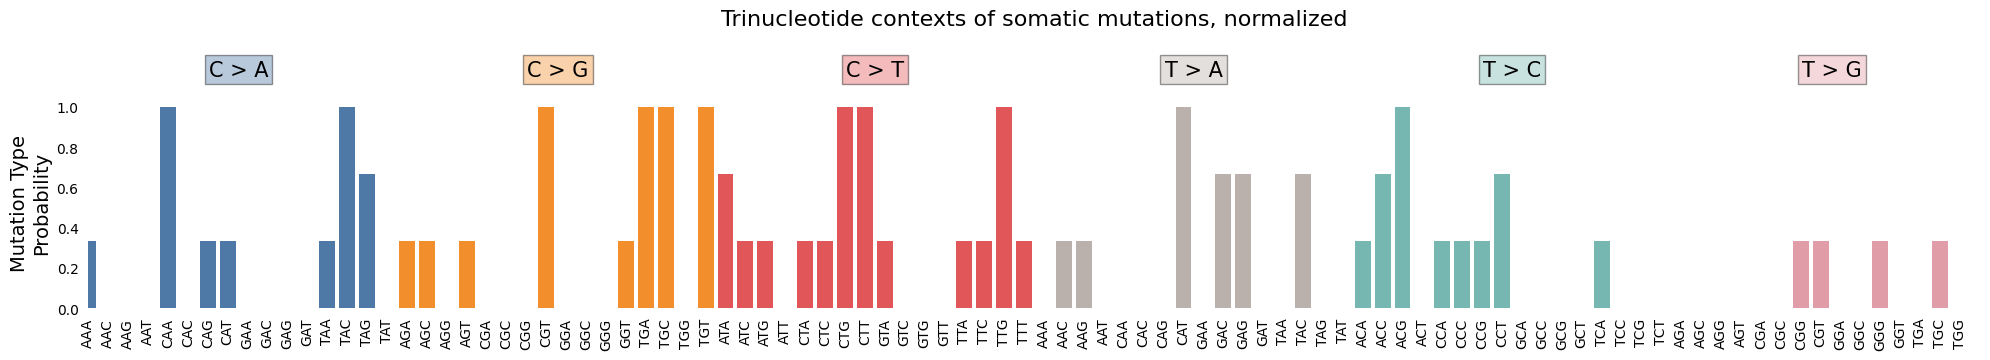 Trinucleotide contexts of somatic mutations, normalized
C > A
C > G
C > T
T > A
T > C
T > G
Mutation Type
Probability
1.0
0.8
0.6
0.4
0.2
0.0
AAA
AAC
AAG
AAT
CAA
CAC
CAG
CAT
GAA
GAC
GAG
GAT
TAA
TAC
TAG
TAT
AGA
AGC
AGG
AGT
CGA
CGC
CGG
CGT
GGA
GGC
GGG
GGT
TGA
TGC
TGG
TGT
ATA
ATC
ATG
ATT
CTA
CTC
CTG
CTT
GTA
GTC
GTG
GTT
TTA
TTC
TTG
TTT
AAA
AAC
AAG
AAT
CAA
CAC
CAG
CAT
GAA
GAC
GAG
GAT
TAA
TAC
TAG
TAT
ACA
ACC
ACG
ACT
CCA
CCC
CCG
CCT
GCA
GCC
GCG
GCT
TCA
TCC
TCG
TCT
AGA
AGC
AGG
AGT
CGA
CGC
CGG
CGT
GGA
GGC
GGG
GGT
TGA
TGC
TGG